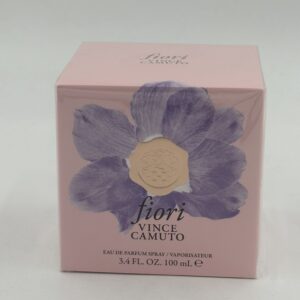 fiori
VINCE
CAMUTO
fiori
VINCE
CAMUTO
EAU DE PARFUM SPRAY / VAPORISATEUR
3.4 FL. OZ. 100 mL ℮